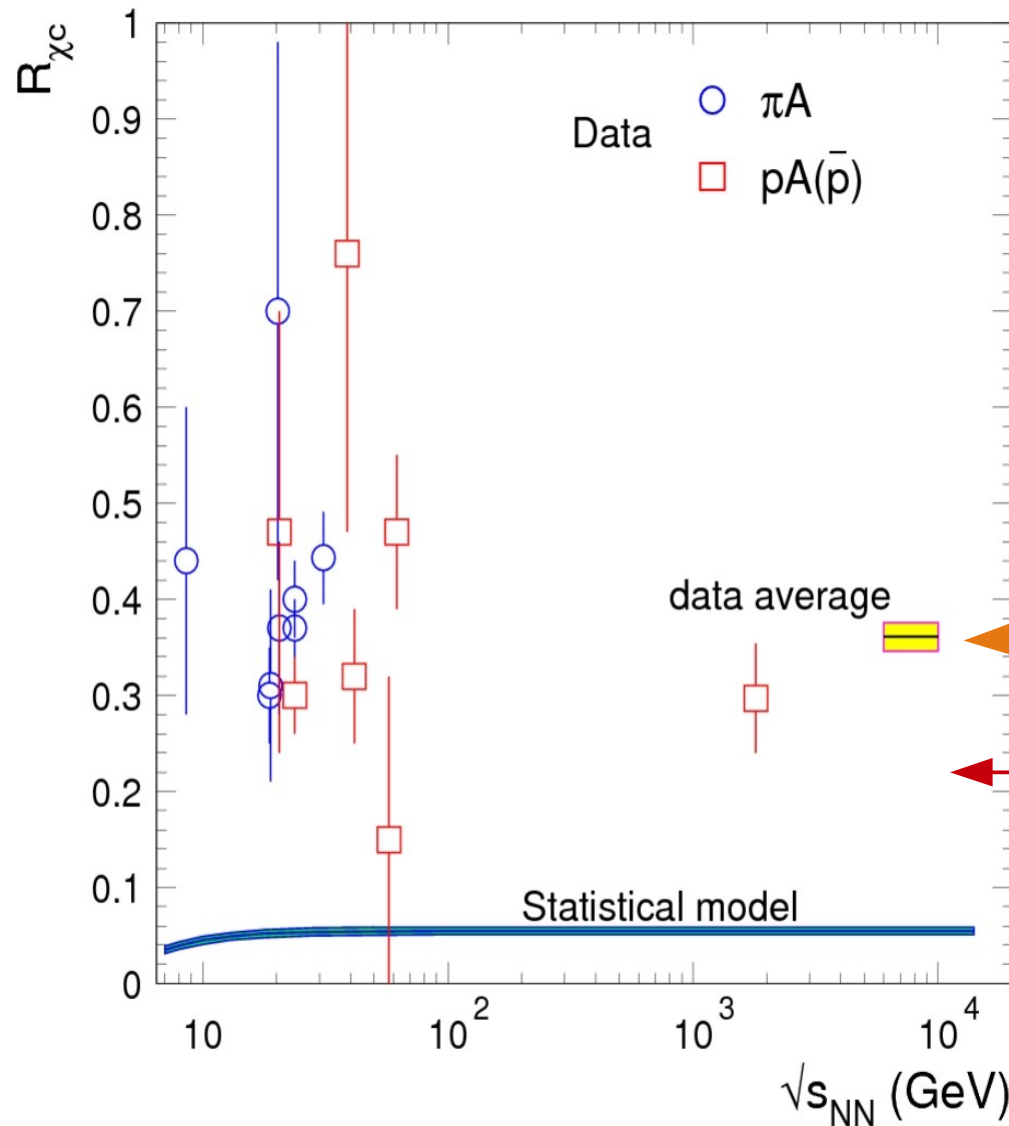 R_χc
1
0.9
0.8
0.7
0.6
0.5
0.4
0.3
0.2
0.1
0
Data
πA
pA(p̄)
data average
Statistical model
10
10²
10³
10⁴
√s_NN (GeV)